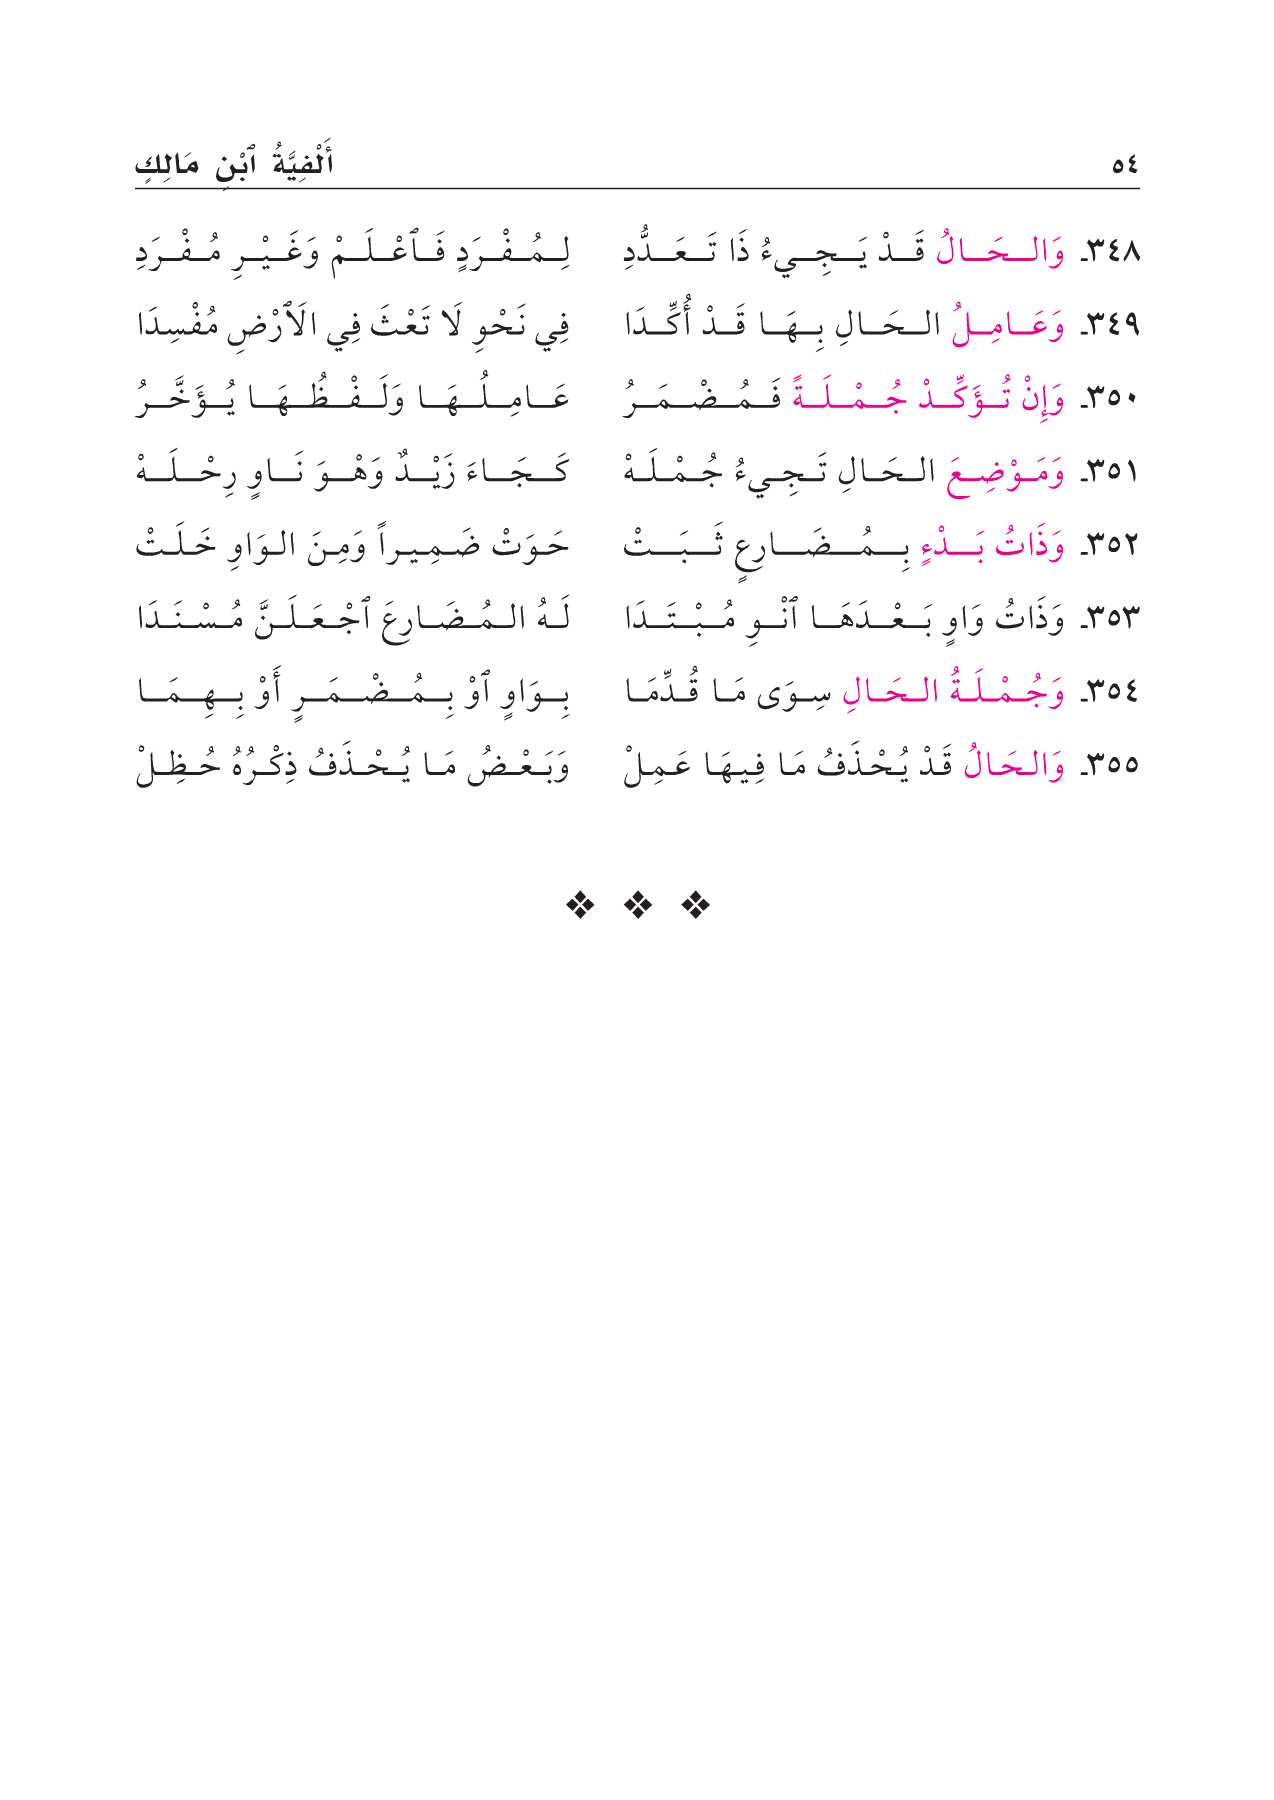 ٥٤ أَلْفِيَّةُ ٱبْنِ مَالِكٍ
٣٤٨ـ وَالحَالُ قَدْ يَجِيءُ ذَا تَعَدُّدِ لِمُفْرَدٍ فَٱعْلَمْ وَغَيْرِ مُفْرَدِ
٣٤٩ـ وَعَامِلُ الحَالِ بِهَا قَدْ أُكِّدَا فِي نَحْوِ لَا تَعْثَ فِي الَٱرْضِ مُفْسِدَا
٣٥٠ـ وَإِنْ تُؤَكِّدْ جُمْلَةً فَمُضْمَرُ عَامِلُهَا وَلَفْظُهَا يُؤَخَّرُ
٣٥١ـ وَمَوْضِعَ الحَالِ تَجِيءُ جُمْلَهْ كَجَاءَ زَيْدٌ وَهْوَ نَاوٍ رِحْلَهْ
٣٥٢ـ وَذَاتُ بَدْءٍ بِمُضَارِعٍ ثَبَتْ حَوَتْ ضَمِيراً وَمِنَ الوَاوِ خَلَتْ
٣٥٣ـ وَذَاتُ وَاوٍ بَعْدَهَا ٱنْوِ مُبْتَدَا لَهُ المُضَارِعَ ٱجْعَلَنَّ مُسْنَدَا
٣٥٤ـ وَجُمْلَةُ الحَالِ سِوَى مَا قُدِّمَا بِوَاوٍ ٱوْ بِمُضْمَرٍ أَوْ بِهِمَا
٣٥٥ـ وَالحَالُ قَدْ يُحْذَفُ مَا فِيهَا عَمِلْ وَبَعْضُ مَا يُحْذَفُ ذِكْرُهُ حُظِلْ